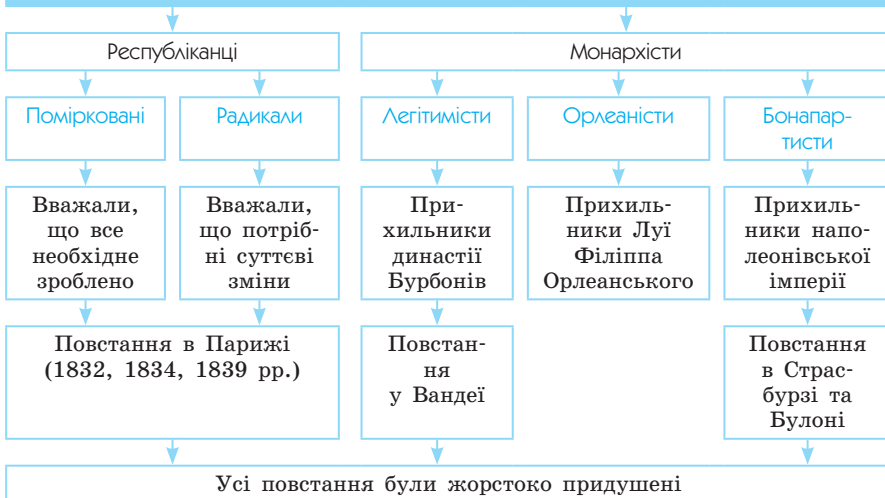 Республіканці
Монархісти
Помірковані
Радикали
Легітимісти
Орлеаністи
Бонапар-
тисти
Вважали,
що все
необхідне
зроблено
Вважали,
що потріб-
ні суттєві
зміни
При-
хильники
династії
Бурбонів
Прихиль-
ники Луї
Філіппа
Орлеанського
Прихиль-
ники напо-
леонівської
імперії
Повстання в Парижі
(1832, 1834, 1839 рр.)
Повстан-
ня
у Вандеї
Повстання
в Страс-
бурзі та
Булоні
Усі повстання були жорстоко придушені